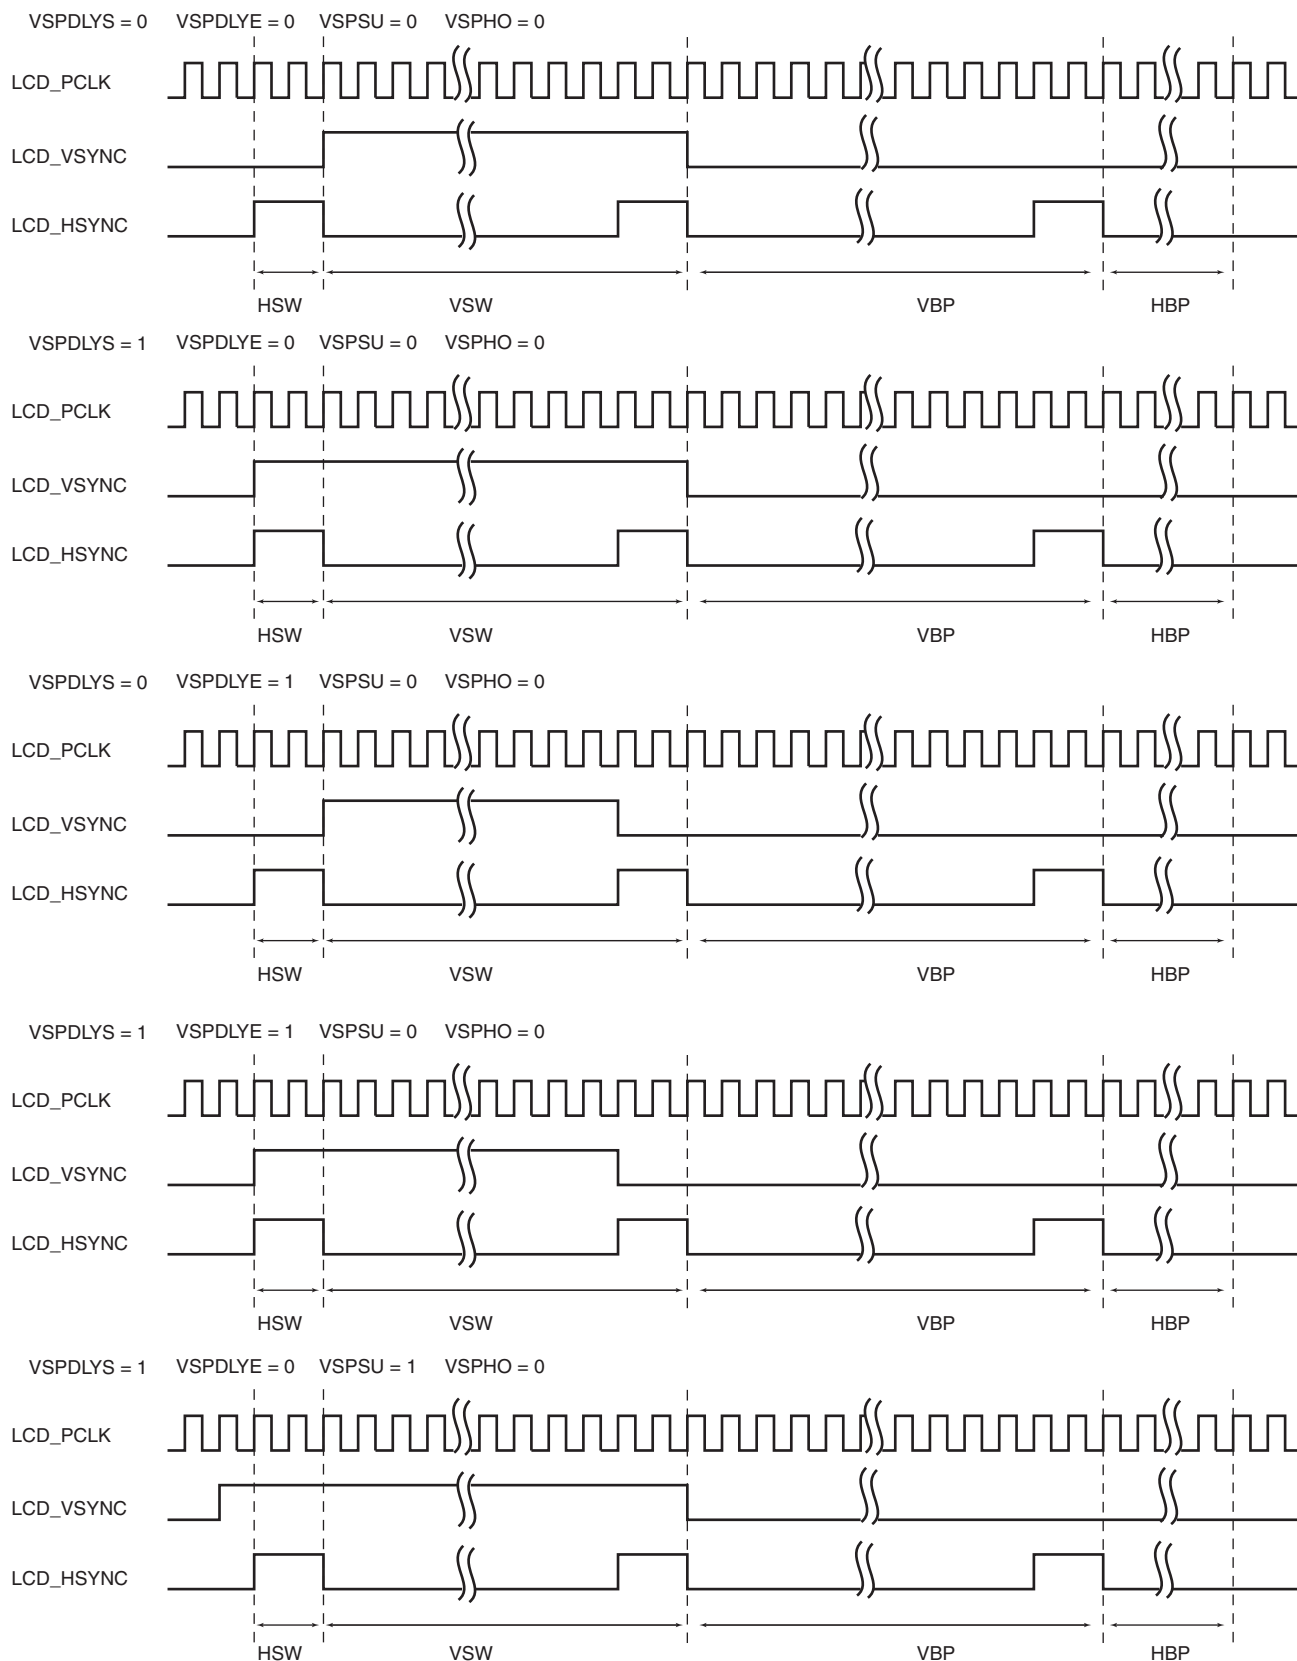 VSPDLYS = 0 VSPDLYE = 0 VSPSU = 0 VSPHO = 0
LCD_PCLK
LCD_VSYNC
LCD_HSYNC
HSW VSW VBP HBP
VSPDLYS = 1 VSPDLYE = 0 VSPSU = 0 VSPHO = 0
LCD_PCLK
LCD_VSYNC
LCD_HSYNC
HSW VSW VBP HBP
VSPDLYS = 0 VSPDLYE = 1 VSPSU = 0 VSPHO = 0
LCD_PCLK
LCD_VSYNC
LCD_HSYNC
HSW VSW VBP HBP
VSPDLYS = 1 VSPDLYE = 1 VSPSU = 0 VSPHO = 0
LCD_PCLK
LCD_VSYNC
LCD_HSYNC
HSW VSW VBP HBP
VSPDLYS = 1 VSPDLYE = 0 VSPSU = 1 VSPHO = 0
LCD_PCLK
LCD_VSYNC
LCD_HSYNC
HSW VSW VBP HBP